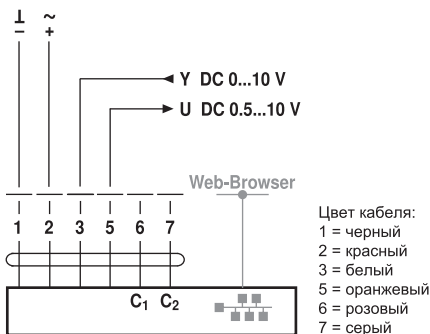 ⊥ ~
− +
Y DC 0...10 V
U DC 0.5...10 V
Web-Browser
1 2 3 5 6 7
C1 C2
Цвет кабеля:
1 = черный
2 = красный
3 = белый
5 = оранжевый
6 = розовый
7 = серый